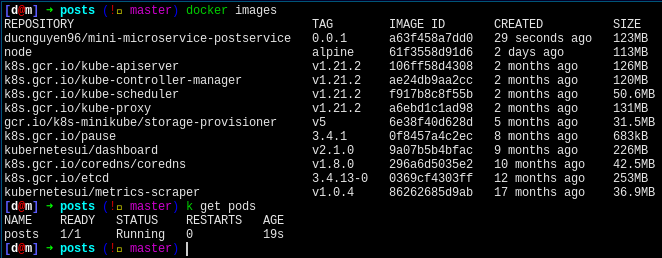 [d@m] → posts (! master) docker images
REPOSITORY TAG IMAGE ID CREATED SIZE
ducnguyen96/mini-microservice-postservice 0.0.1 a63f458a7dd0 29 seconds ago 123MB
node alpine 61f3558d91d6 2 days ago 113MB
k8s.gcr.io/kube-apiserver v1.21.2 106ff58d4308 2 months ago 126MB
k8s.gcr.io/kube-controller-manager v1.21.2 ae24db9aa2cc 2 months ago 120MB
k8s.gcr.io/kube-scheduler v1.21.2 f917b8c8f55b 2 months ago 50.6MB
k8s.gcr.io/kube-proxy v1.21.2 a6ebd1c1ad98 2 months ago 131MB
gcr.io/k8s-minikube/storage-provisioner v5 6e38f40d628d 5 months ago 31.5MB
k8s.gcr.io/pause 3.4.1 0f8457a4c2ec 8 months ago 683kB
kubernetesui/dashboard v2.1.0 9a07b5b4bfac 9 months ago 226MB
k8s.gcr.io/coredns/coredns v1.8.0 296a6d5035e2 10 months ago 42.5MB
k8s.gcr.io/etcd 3.4.13-0 0369cf4303ff 12 months ago 253MB
kubernetesui/metrics-scraper v1.0.4 86262685d9ab 17 months ago 36.9MB
[d@m] → posts (! master) k get pods
NAME READY STATUS RESTARTS AGE
posts 1/1 Running 0 19s
[d@m] → posts (! master)